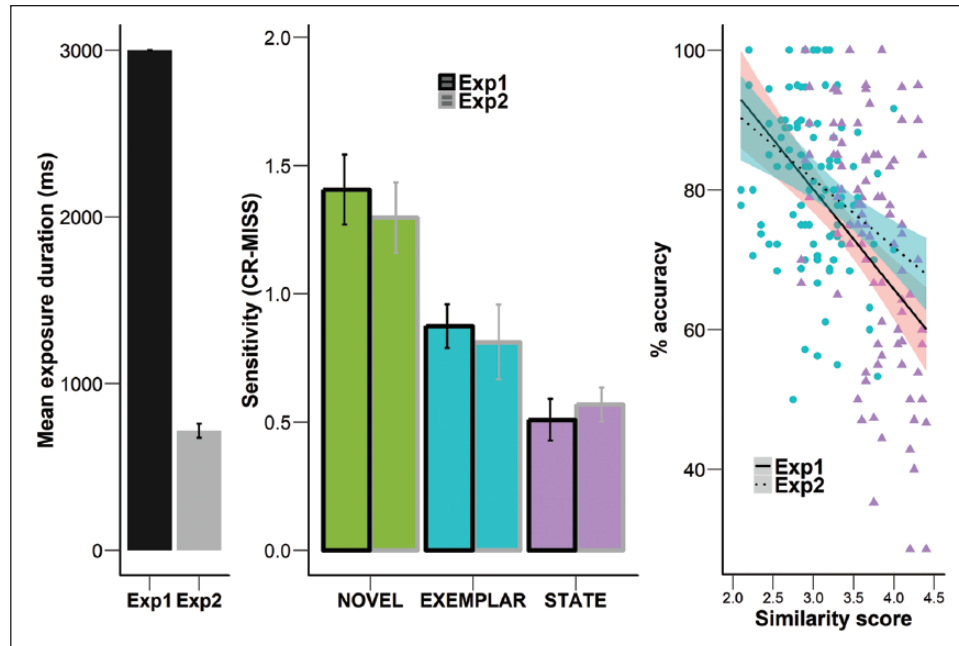 Mean exposure duration (ms)
3000
2000
1000
0
Exp1 Exp2
Sensitivity (CR-MISS)
2.0
1.5
1.0
0.5
0.0
Exp1
Exp2
NOVEL EXEMPLAR STATE
% accuracy
100
80
60
40
Exp1
Exp2
2.0 2.5 3.0 3.5 4.0 4.5
Similarity score